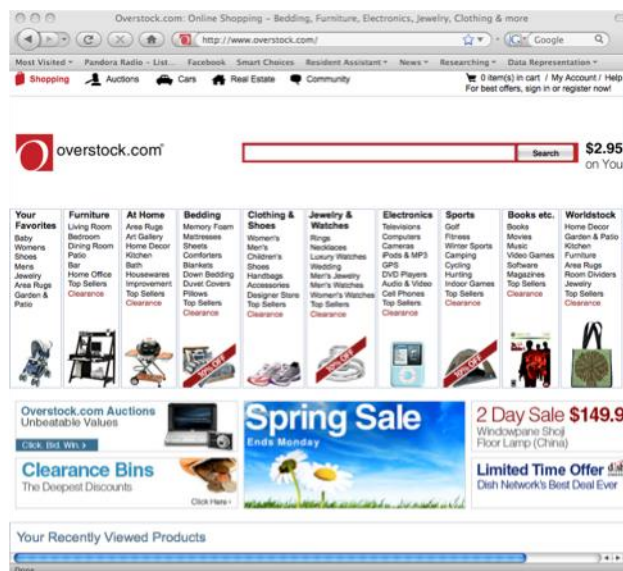 Overstock.com: Online Shopping – Bedding, Furniture, Electronics, Jewelry, Clothing & more
http://www.overstock.com/
Google
Most Visited Pandora Radio – List... Facebook Smart Choices Resident Assistant News Researching Data Representation
Shopping Auctions Cars Real Estate Community
0 item(s) in cart / My Account / Help
For best offers, sign in or register now!
overstock.com
Search
$2.95
on You
Your Favorites
Baby
Womens
Shoes
Mens
Jewelry
Area Rugs
Garden &
Patio
Furniture
Living Room
Bedroom
Dining Room
Patio
Bar
Home Office
Top Sellers
Clearance
At Home
Area Rugs
Art Gallery
Home Decor
Kitchen
Bath
Housewares
Improvement
Top Sellers
Clearance
Bedding
Memory Foam
Mattresses
Sheets
Comforters
Blankets
Down Bedding
Duvet Covers
Pillows
Top Sellers
Clearance
Clothing &
Shoes
Women's
Men's
Children's
Shoes
Handbags
Accessories
Designer Store
Top Sellers
Clearance
Jewelry &
Watches
Rings
Necklaces
Luxury Watches
Wedding
Men's Jewelry
Men's Watches
Women's Watches
Top Sellers
Clearance
Electronics
Televisions
Computers
Cameras
iPods & MP3
GPS
DVD Players
Audio & Video
Cell Phones
Top Sellers
Clearance
Sports
Golf
Fitness
Winter Sports
Camping
Cycling
Hunting
Indoor Games
Top Sellers
Clearance
Books etc.
Books
Movies
Music
Video Games
Software
Magazines
Top Sellers
Clearance
Worldstock
Home Decor
Garden & Patio
Kitchen
Furniture
Area Rugs
Room Dividers
Jewelry
Top Sellers
Clearance
10% OFF
10% OFF
Overstock.com Auctions
Unbeatable Values
Click. Bid. Win.
Clearance Bins
The Deepest Discounts
Click Here
Spring Sale
Ends Monday
2 Day Sale $149.9
Windowpane Shoji
Floor Lamp (China)
Limited Time Offer dish
Dish Network's Best Deal Ever
Your Recently Viewed Products
Done